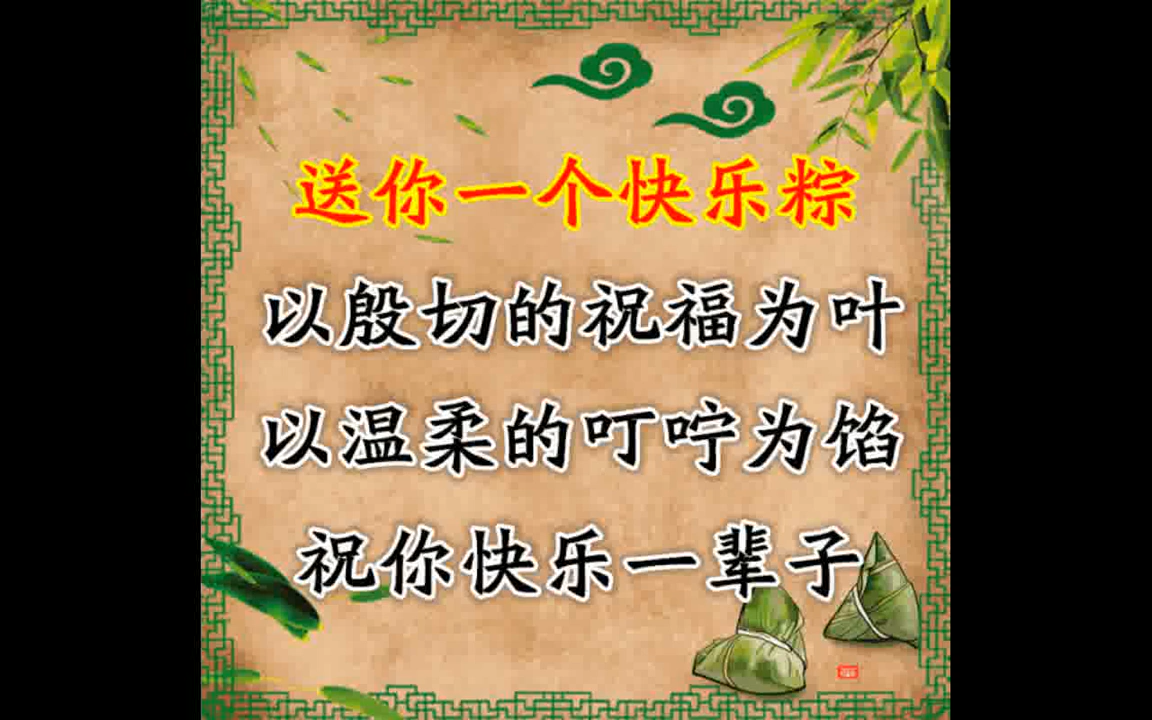 送你一个快乐粽
以殷切的祝福为叶
以温柔的叮咛为馅
祝你快乐一辈子